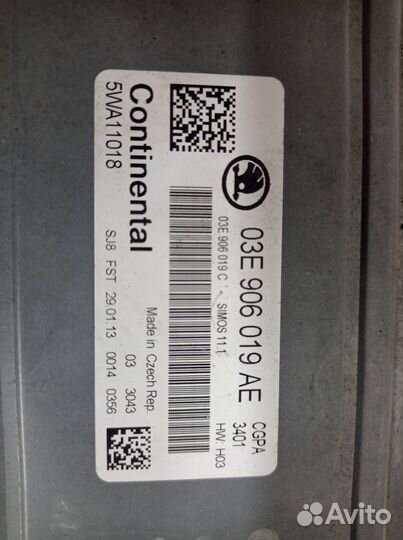 Continental
5WA11018
03E 906 019 AE
03E 906 019 C
SIMOS 11.1
CGPA
3401
HW: H03
Made in Czech Rep.
03 3043
SJ8 FST 29.01.13 0014 0356
Avito